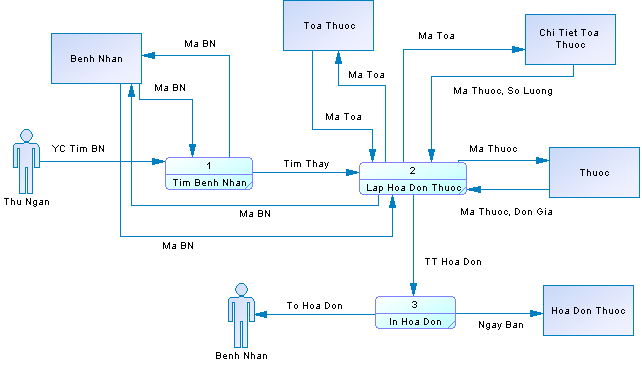 Ma BN
Toa Thuoc
Ma Toa
Chi Tiet Toa
Thuoc
Benh Nhan
Ma BN
Ma Toa
Ma Thuoc, So Luong
Ma Toa
YC Tim BN
1
Tim Benh Nhan
Tim Thay
2
Lap Hoa Don Thuoc
Ma Thuoc
Thuoc
Thu Ngan
Ma BN
Ma Thuoc, Don Gia
Ma BN
TT Hoa Don
To Hoa Don
3
In Hoa Don
Ngay Ban
Hoa Don Thuoc
Benh Nhan